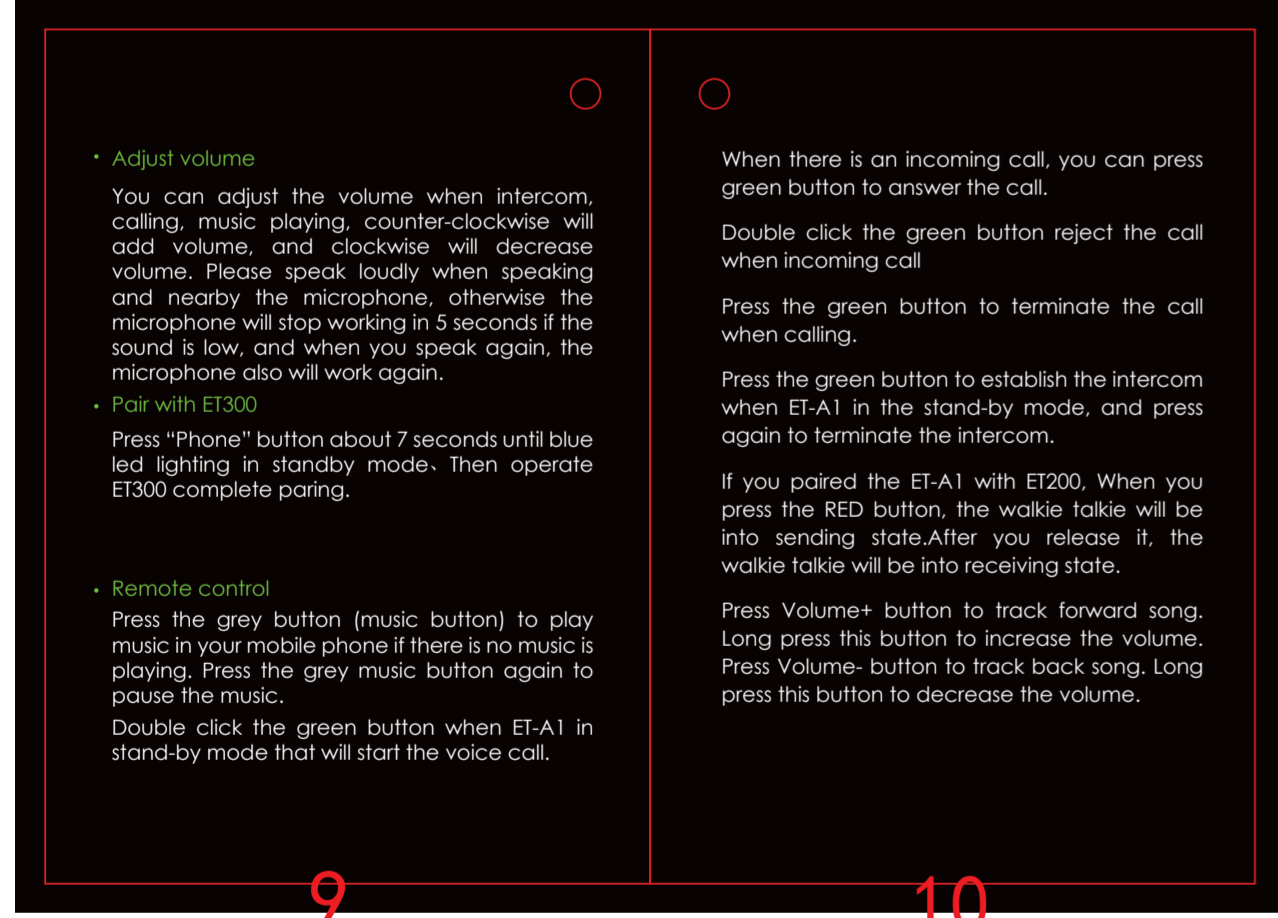 • Adjust volume
You can adjust the volume when intercom,
calling, music playing, counter-clockwise will
add volume, and clockwise will decrease
volume. Please speak loudly when speaking
and nearby the microphone, otherwise the
microphone will stop working in 5 seconds if the
sound is low, and when you speak again, the
microphone also will work again.
• Pair with ET300
Press “Phone” button about 7 seconds until blue
led lighting in standby mode、Then operate
ET300 complete paring.
• Remote control
Press the grey button (music button) to play
music in your mobile phone if there is no music is
playing. Press the grey music button again to
pause the music.
Double click the green button when ET-A1 in
stand-by mode that will start the voice call.
9
When there is an incoming call, you can press
green button to answer the call.
Double click the green button reject the call
when incoming call
Press the green button to terminate the call
when calling.
Press the green button to establish the intercom
when ET-A1 in the stand-by mode, and press
again to terminate the intercom.
If you paired the ET-A1 with ET200, When you
press the RED button, the walkie talkie will be
into sending state.After you release it, the
walkie talkie will be into receiving state.
Press Volume+ button to track forward song.
Long press this button to increase the volume.
Press Volume- button to track back song. Long
press this button to decrease the volume.
10